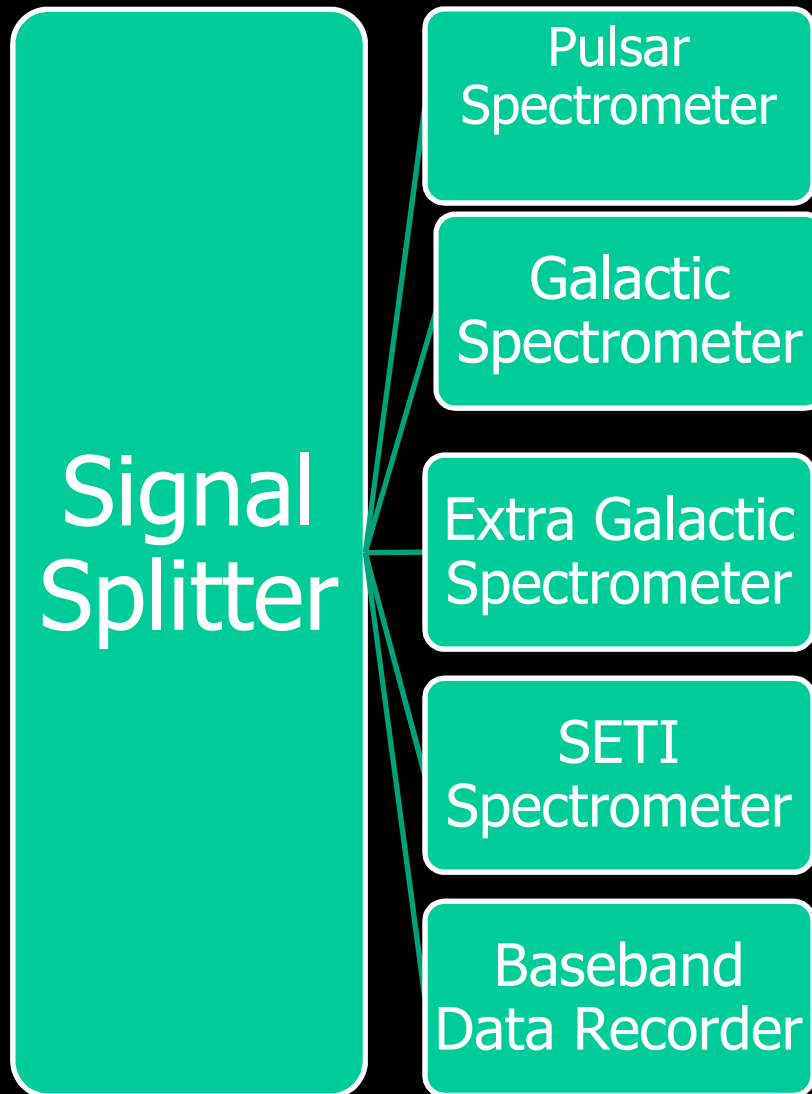 Signal
Splitter
Pulsar
Spectrometer
Galactic
Spectrometer
Extra Galactic
Spectrometer
SETI
Spectrometer
Baseband
Data Recorder